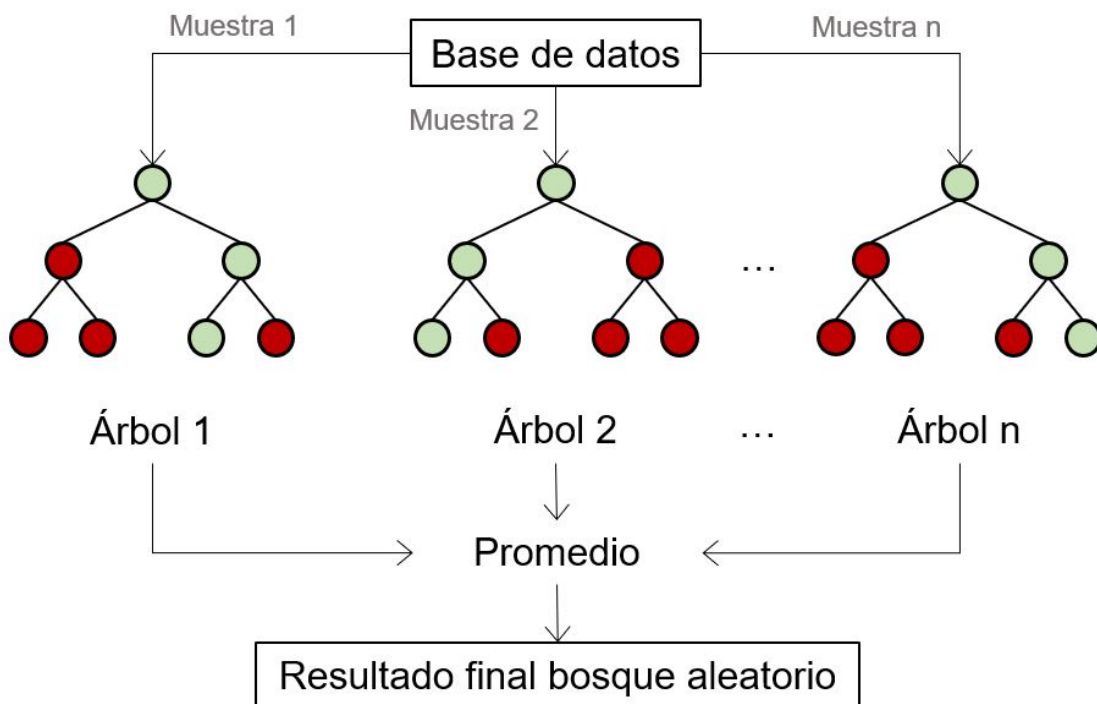 Muestra 1
Base de datos
Muestra n
Muestra 2
...
Árbol 1
Árbol 2
...
Árbol n
Promedio
Resultado final bosque aleatorio